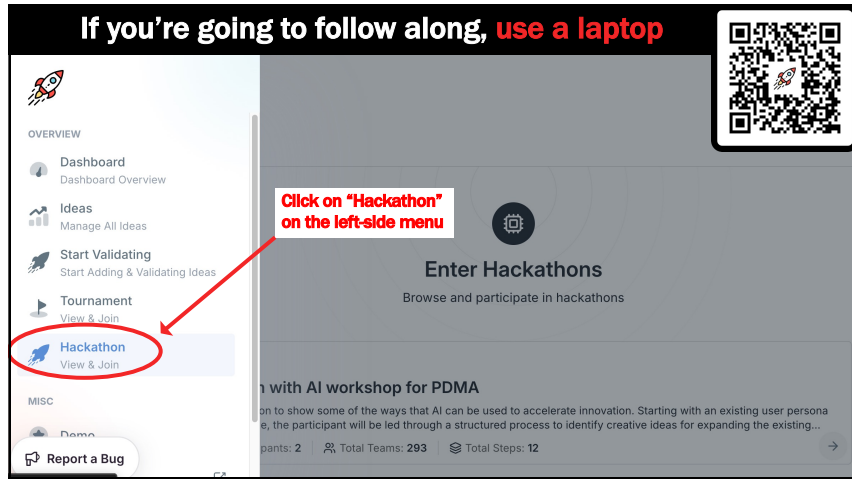 If you're going to follow along, use a laptop
OVERVIEW
Dashboard
Dashboard Overview
Ideas
Manage All Ideas
Start Validating
Start Adding & Validating Ideas
Tournament
View & Join
Hackathon
View & Join
MISC
Demo
Report a Bug
Click on “Hackathon”
on the left-side menu
Enter Hackathons
Browse and participate in hackathons
with AI workshop for PDMA
to show some of the ways that AI can be used to accelerate innovation. Starting with an existing user persona
the participant will be led through a structured process to identify creative ideas for expanding the existing...
pants: 2
Total Teams: 293
Total Steps: 12